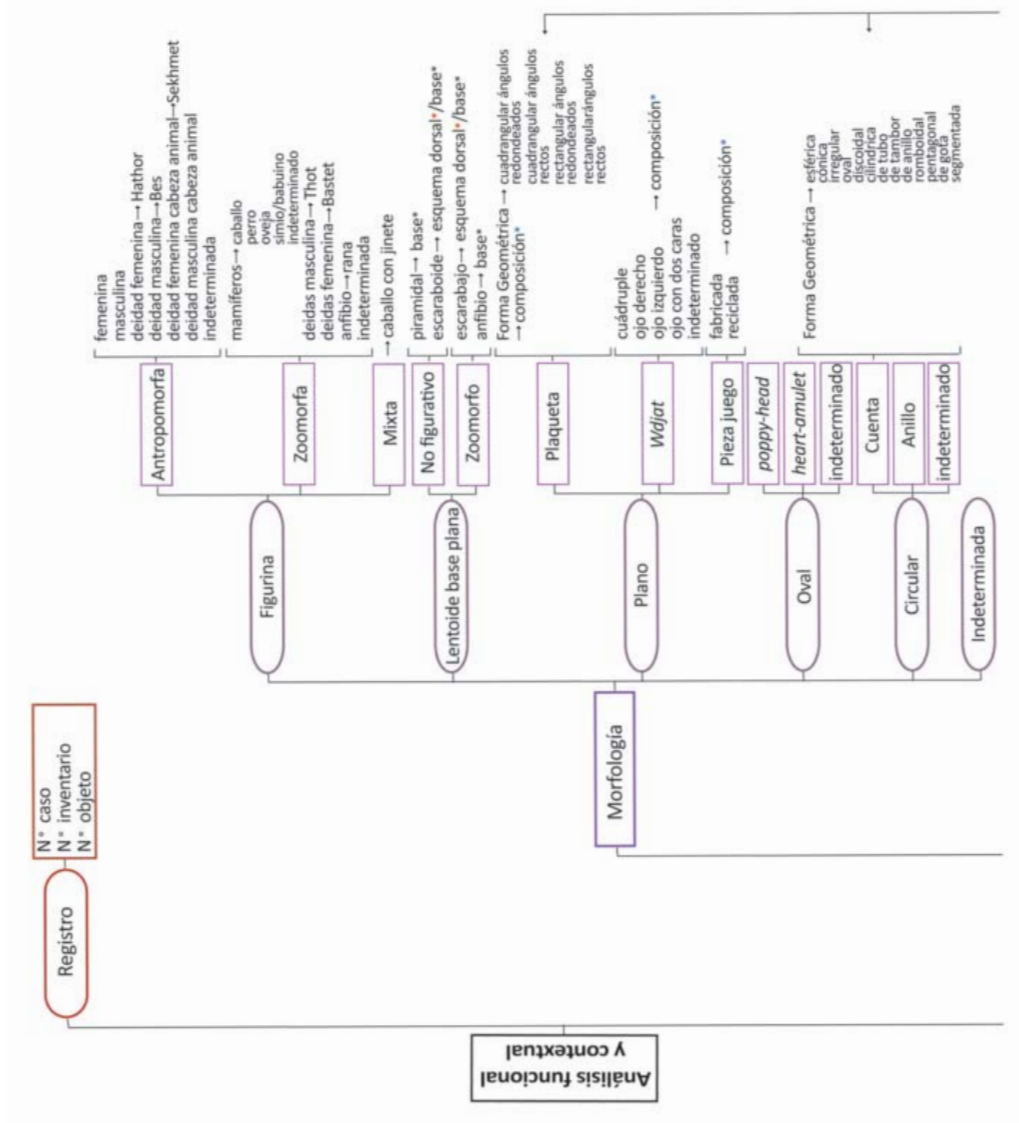 Análisis funcional
y contextual
Registro
N° caso
N° inventario
N° objeto
Morfología
Figurina
Antropomorfa
femenina
masculina
deidad femenina→ Hathor
deidad masculina→Bes
deidad femenina cabeza animal→Sekhmet
deidad masculina cabeza animal
indeterminada
Zoomorfa
mamíferos→ caballo
perro
oveja
simio/babuino
indeterminado
deidas masculina→Thot
deidas femenina→Bastet
anfibio→rana
indeterminada
Mixta
→ caballo con jinete
Lentoide base plana
No figurativo
piramidal→ base*
escaraboide→ esquema dorsal*/base*
Zoomorfo
escarabajo→ esquema dorsal*/base*
anfibio → base*
Plano
Plaqueta
Forma Geométrica → cuadrangular ángulos
redondeados
cuadrangular ángulos
rectos
rectangular ángulos
redondeados
rectangularángulos
rectos
→ composición*
Wdjat
cuádruple
ojo derecho
ojo izquierdo → composición*
ojo con dos caras
indeterminado
Pieza juego
fabricada → composición*
reciclada
Oval
poppy-head
heart-amulet
indeterminado
Circular
Cuenta
Anillo
indeterminado
Forma Geométrica → esférica
cónica
irregular
oval
discoidal
cilíndrica
de tubo
de tambor
de anillo
romboidal
pentagonal
de gota
segmentada
Indeterminada